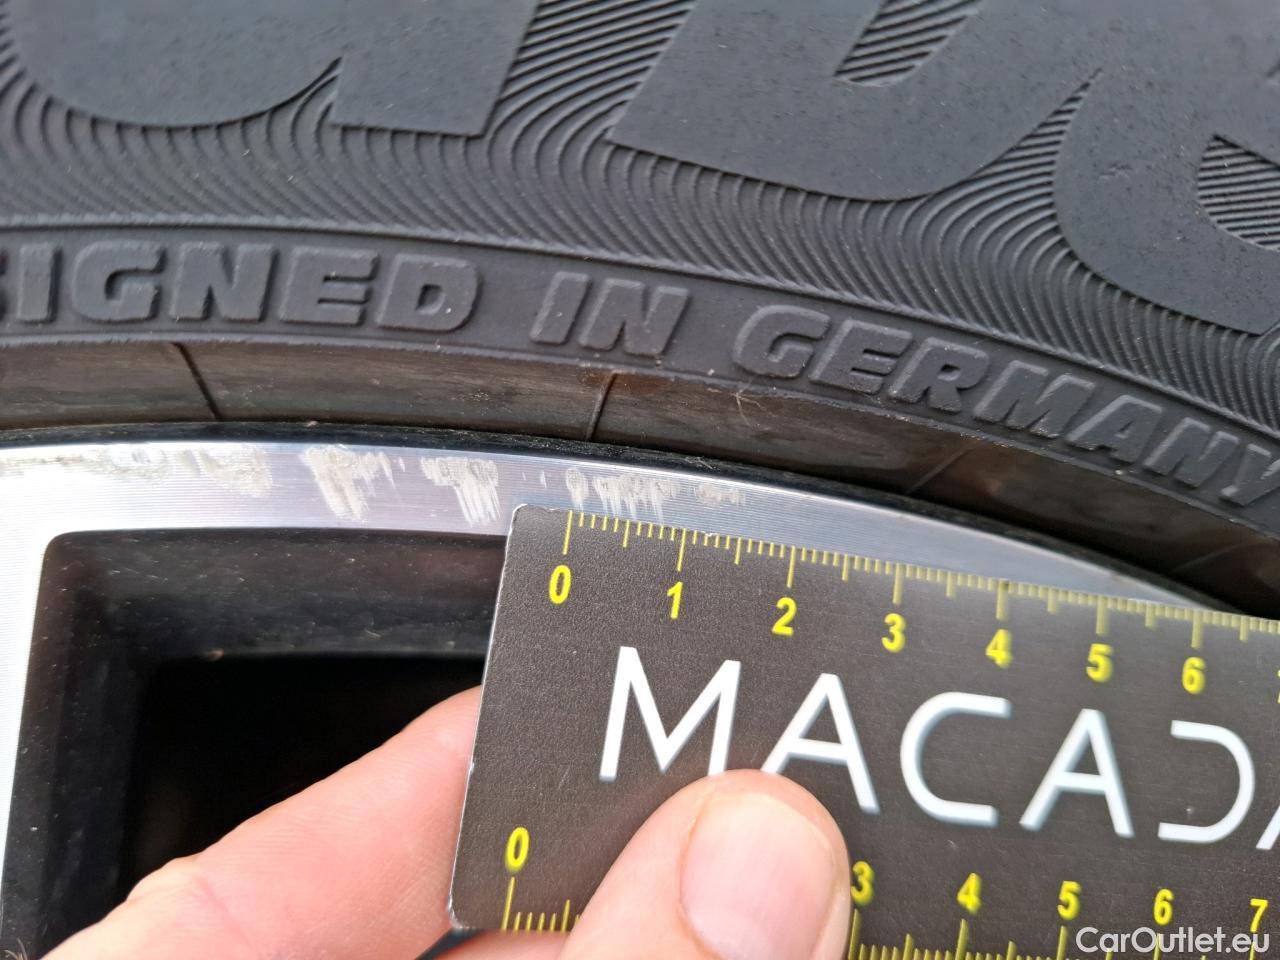 SIGNED IN GERMANY
0 1 2 3 4 5 6
MACADA
0 3 4 5 6 7
CarOutlet.eu